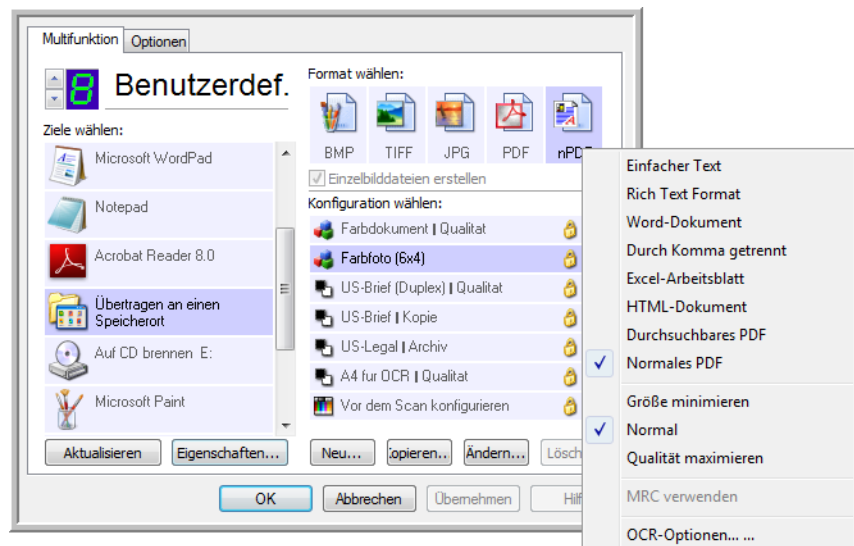 Multifunktion
Optionen
8
Benutzerdef.
Ziele wählen:
Microsoft WordPad
Notepad
Acrobat Reader 8.0
Übertragen an einen
Speicherort
Auf CD brennen E:
Microsoft Paint
Aktualisieren
Eigenschaften...
Format wählen:
BMP
TIFF
JPG
PDF
nPDF
Einzelbilddateien erstellen
Konfiguration wählen:
Farbdokument | Qualitat
Farbfoto (6x4)
US-Brief (Duplex) | Qualitat
US-Brief | Kopie
US-Legal | Archiv
A4 fur OCR | Qualitat
Vor dem Scan konfigurieren
Neu...
opieren..
Ändern...
Lösch
OK
Abbrechen
Übernehmen
Hilf
Einfacher Text
Rich Text Format
Word-Dokument
Durch Komma getrennt
Excel-Arbeitsblatt
HTML-Dokument
Durchsuchbares PDF
Normales PDF
Größe minimieren
Normal
Qualität maximieren
MRC verwenden
OCR-Optionen... ...